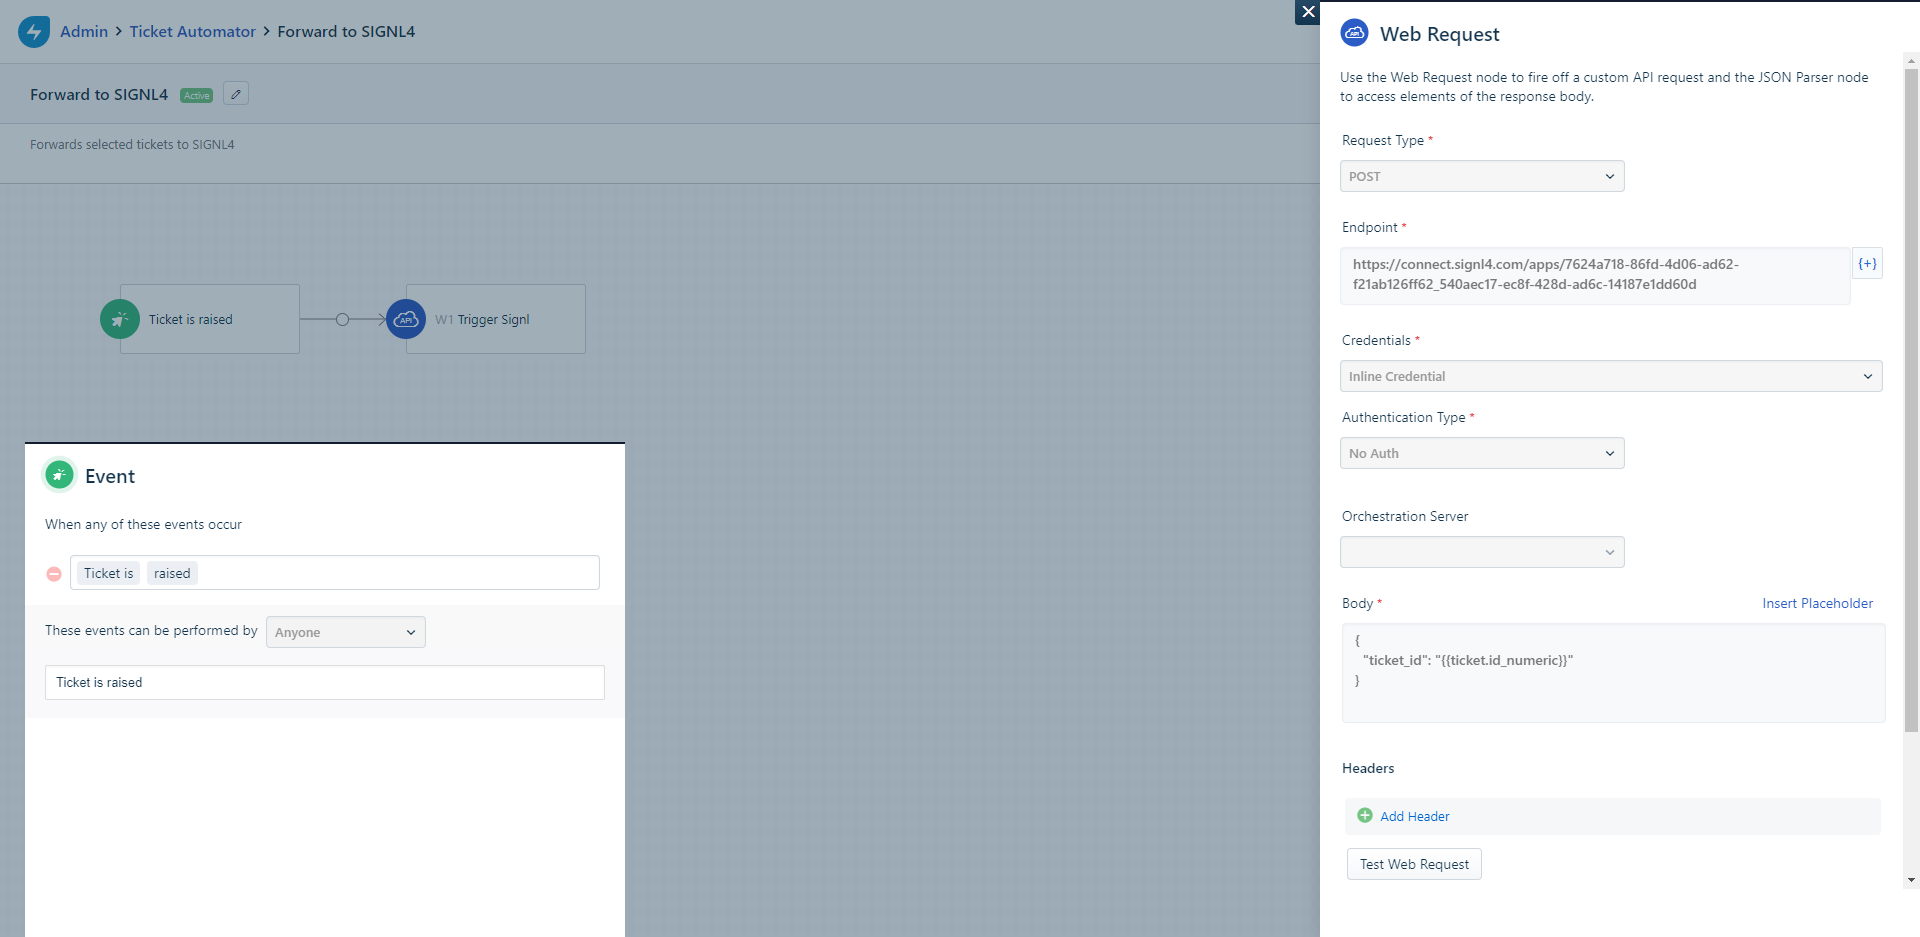 Admin > Ticket Automator > Forward to SIGNL4
Forward to SIGNL4 Active
Forwards selected tickets to SIGNL4
Ticket is raised
API W1 Trigger Signl
Event
When any of these events occur
Ticket is raised
These events can be performed by Anyone
Ticket is raised
API Web Request
Use the Web Request node to fire off a custom API request and the JSON Parser node
to access elements of the response body.
Request Type *
POST
Endpoint *
https://connect.signl4.com/apps/7624a718-86fd-4d06-ad62-
f21ab126ff62_540aec17-ec8f-428d-ad6c-14187e1dd60d
{+}
Credentials *
Inline Credential
Authentication Type *
No Auth
Orchestration Server
Body * Insert Placeholder
{
"ticket_id": "{{ticket.id_numeric}}"
}
Headers
Add Header
Test Web Request